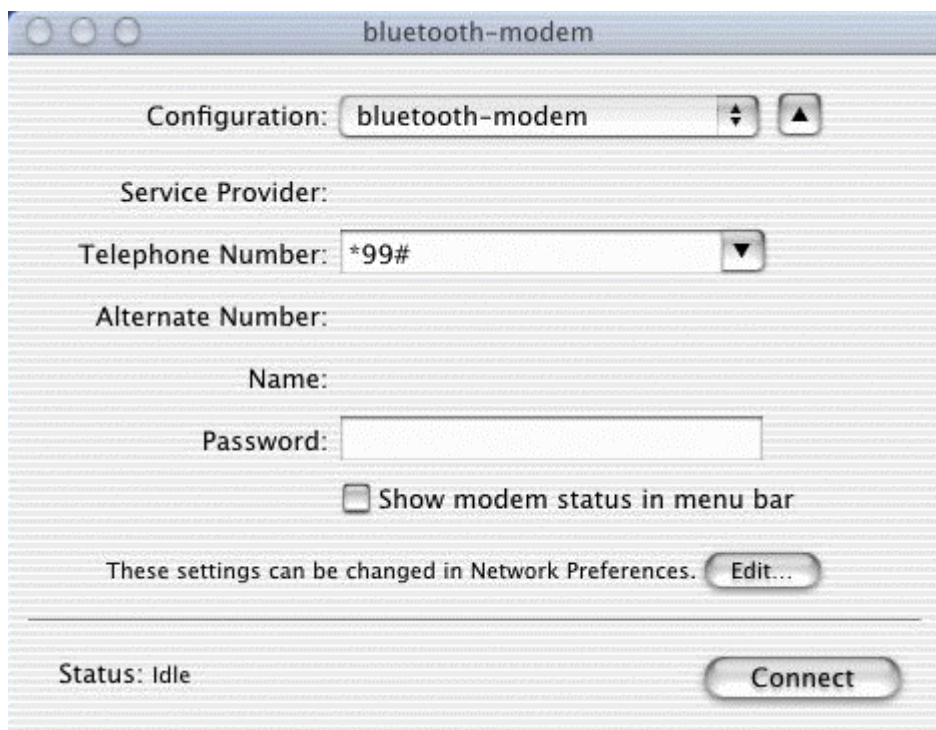 bluetooth-modem
Configuration: bluetooth-modem
Service Provider:
Telephone Number: *99#
Alternate Number:
Name:
Password:
Show modem status in menu bar
These settings can be changed in Network Preferences. Edit...
Status: Idle Connect